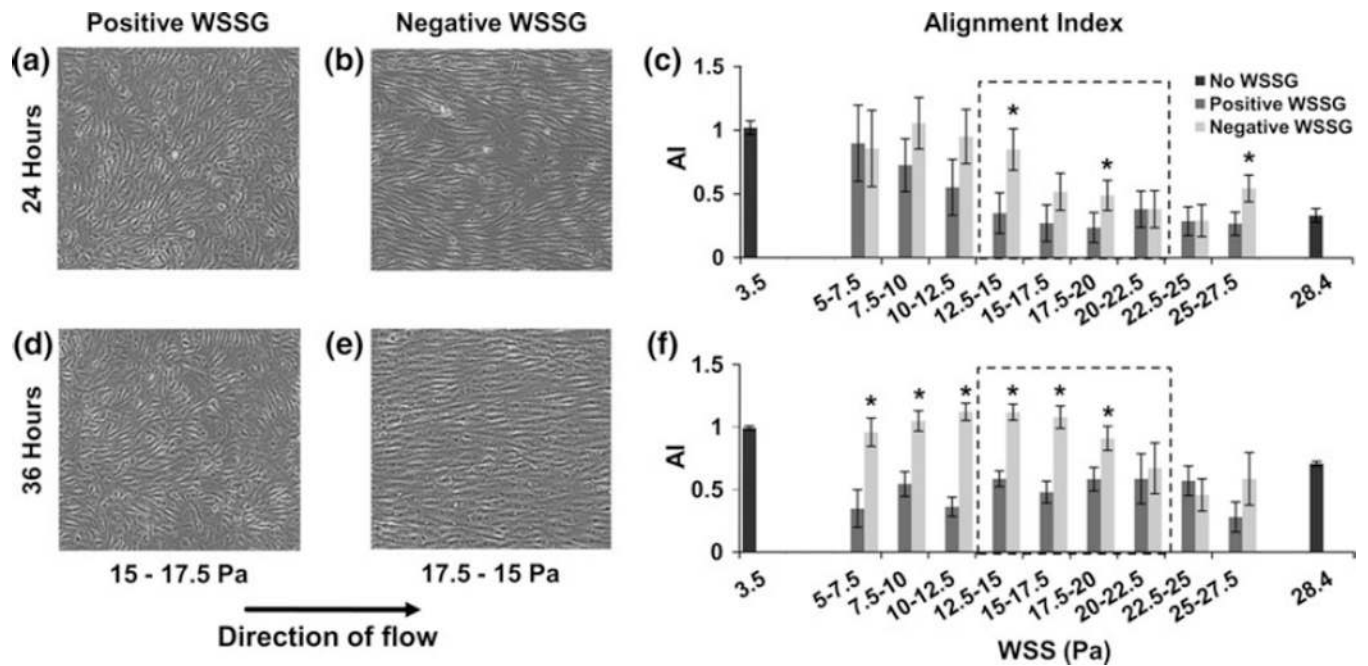 Positive WSSG
Negative WSSG
Alignment Index
(a)
(b)
(c)
24 Hours
AI
1.5
1
0.5
0
No WSSG
Positive WSSG
Negative WSSG
*
*
*
3.5
5-7.5
7.5-10
10-12.5
12.5-15
15-17.5
17.5-20
20-22.5
22.5-25
25-27.5
28.4
(d)
(e)
(f)
36 Hours
AI
1.5
1
0.5
0
*
*
*
*
*
*
3.5
5-7.5
7.5-10
10-12.5
12.5-15
15-17.5
17.5-20
20-22.5
22.5-25
25-27.5
28.4
15 - 17.5 Pa
17.5 - 15 Pa
Direction of flow
WSS (Pa)